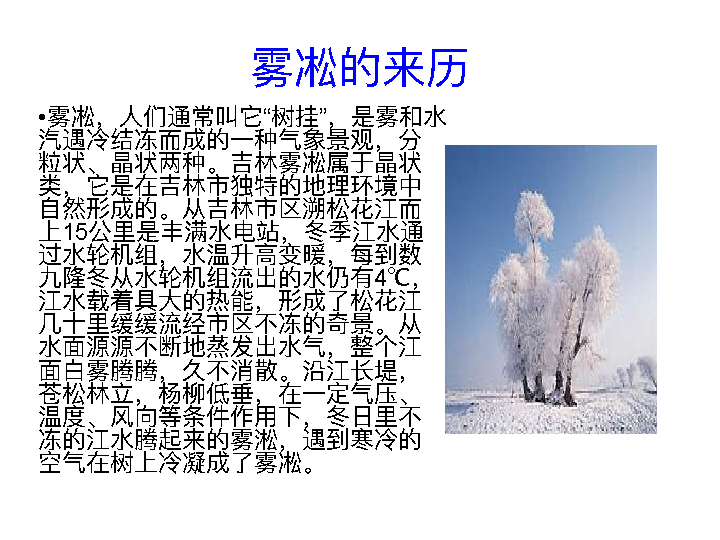 雾凇的来历
•雾凇，人们通常叫它“树挂”，是雾和水
汽遇冷结冻而成的一种气象景观，分
粒状、晶状两种。吉林雾凇属于晶状
类，它是在吉林市独特的地理环境中
自然形成的。从吉林市区溯松花江而
上15公里是丰满水电站，冬季江水通
过水轮机组，水温升高变暖，每到数
九隆冬从水轮机组流出的水仍有4℃，
江水载着具大的热能，形成了松花江
几十里缓缓流经市区不冻的奇景。从
水面源源不断地蒸发出水气，整个江
面白雾腾腾，久不消散。沿江长堤，
苍松林立，杨柳低垂，在一定气压、
温度、风向等条件作用下，冬日里不
冻的江水腾起来的雾淞，遇到寒冷的
空气在树上冷凝成了雾凇。